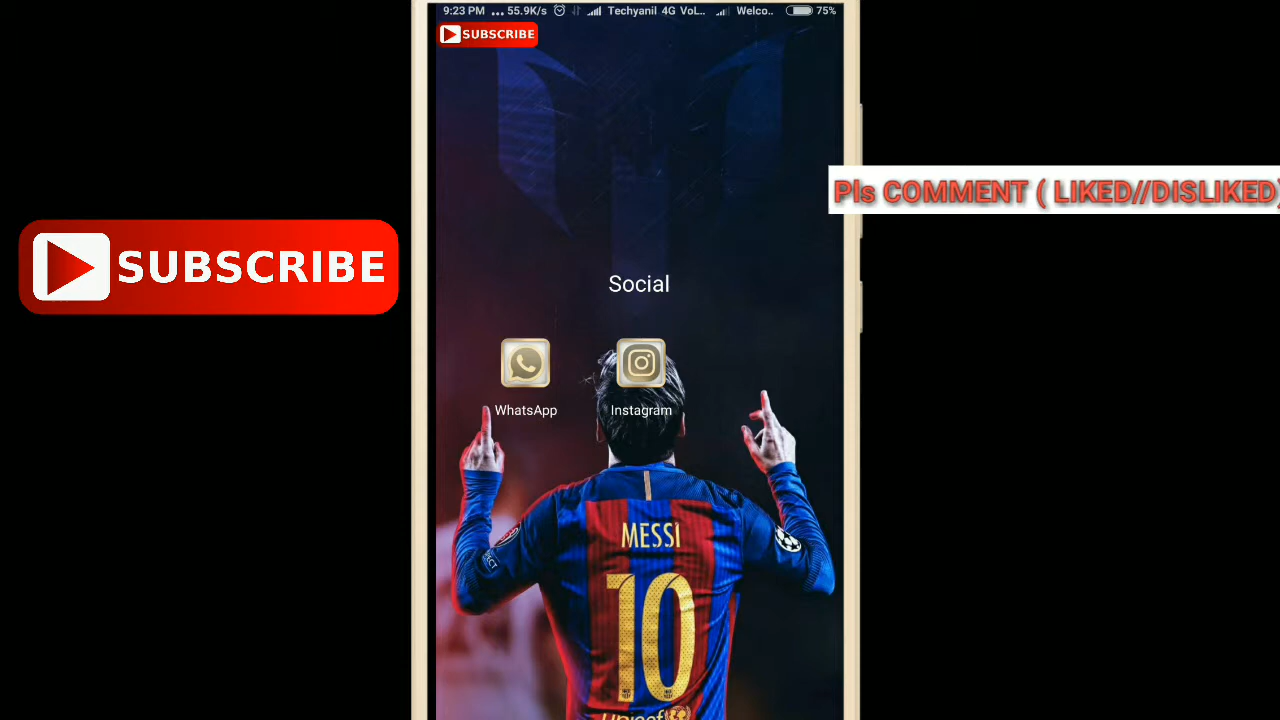 9:23 PM ... 55.9K/s Techyanil 4G VoL... Welco.. 75%
SUBSCRIBE
Pls COMMENT ( LIKED//DISLIKED)
SUBSCRIBE
Social
WhatsApp Instagram
MESSI
10
unicef